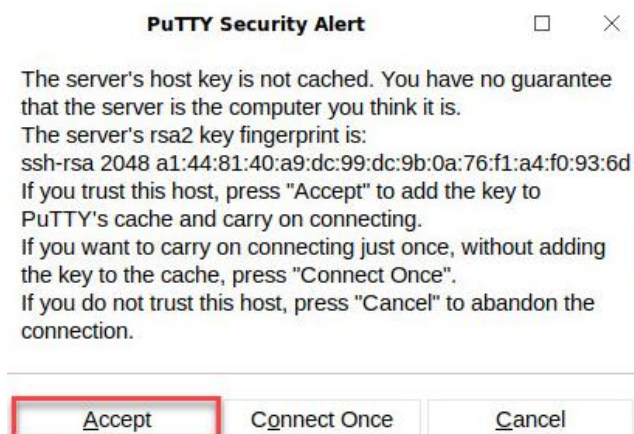 PuTTY Security Alert
The server's host key is not cached. You have no guarantee
that the server is the computer you think it is.
The server's rsa2 key fingerprint is:
ssh-rsa 2048 a1:44:81:40:a9:dc:99:dc:9b:0a:76:f1:a4:f0:93:6d
If you trust this host, press "Accept" to add the key to
PuTTY's cache and carry on connecting.
If you want to carry on connecting just once, without adding
the key to the cache, press "Connect Once".
If you do not trust this host, press "Cancel" to abandon the
connection.
Accept Connect Once Cancel